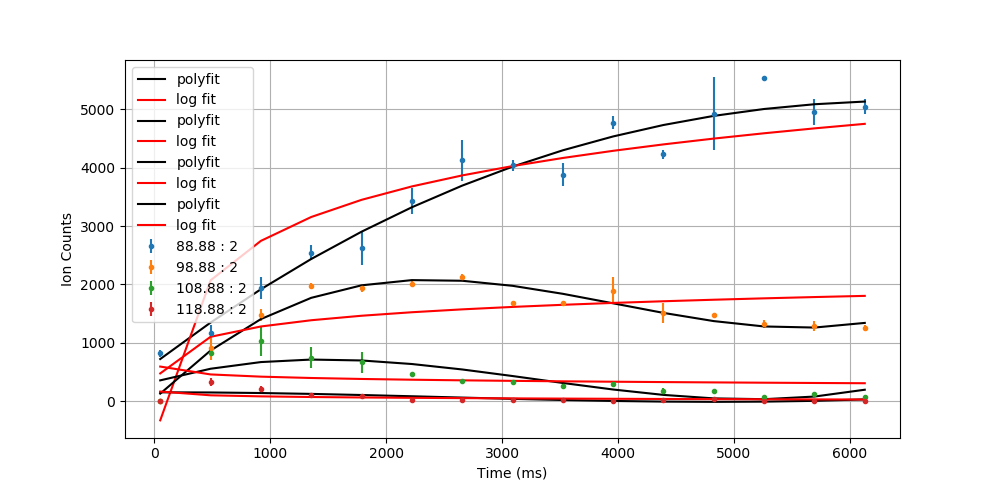 polyfit
log fit
polyfit
log fit
polyfit
log fit
polyfit
log fit
88.88 : 2
98.88 : 2
108.88 : 2
118.88 : 2
Ion Counts
5000
4000
3000
2000
1000
0
0 1000 2000 3000 4000 5000 6000
Time (ms)